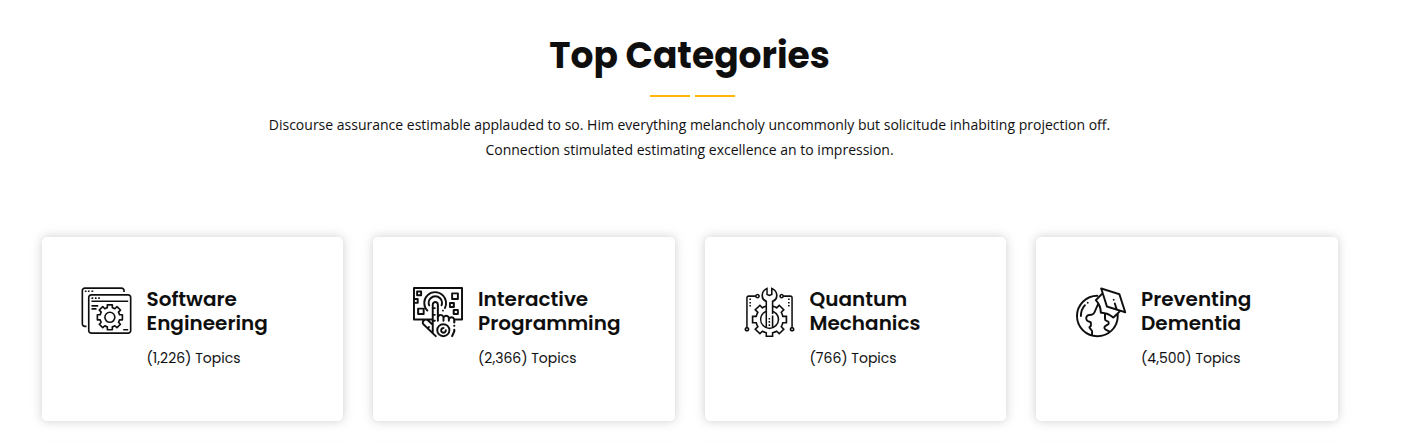 Top Categories
Discourse assurance estimable applauded to so. Him everything melancholy uncommonly but solicitude inhabiting projection off.
Connection stimulated estimating excellence an to impression.
Software
Engineering
(1,226) Topics
Interactive
Programming
(2,366) Topics
Quantum
Mechanics
(766) Topics
Preventing
Dementia
(4,500) Topics